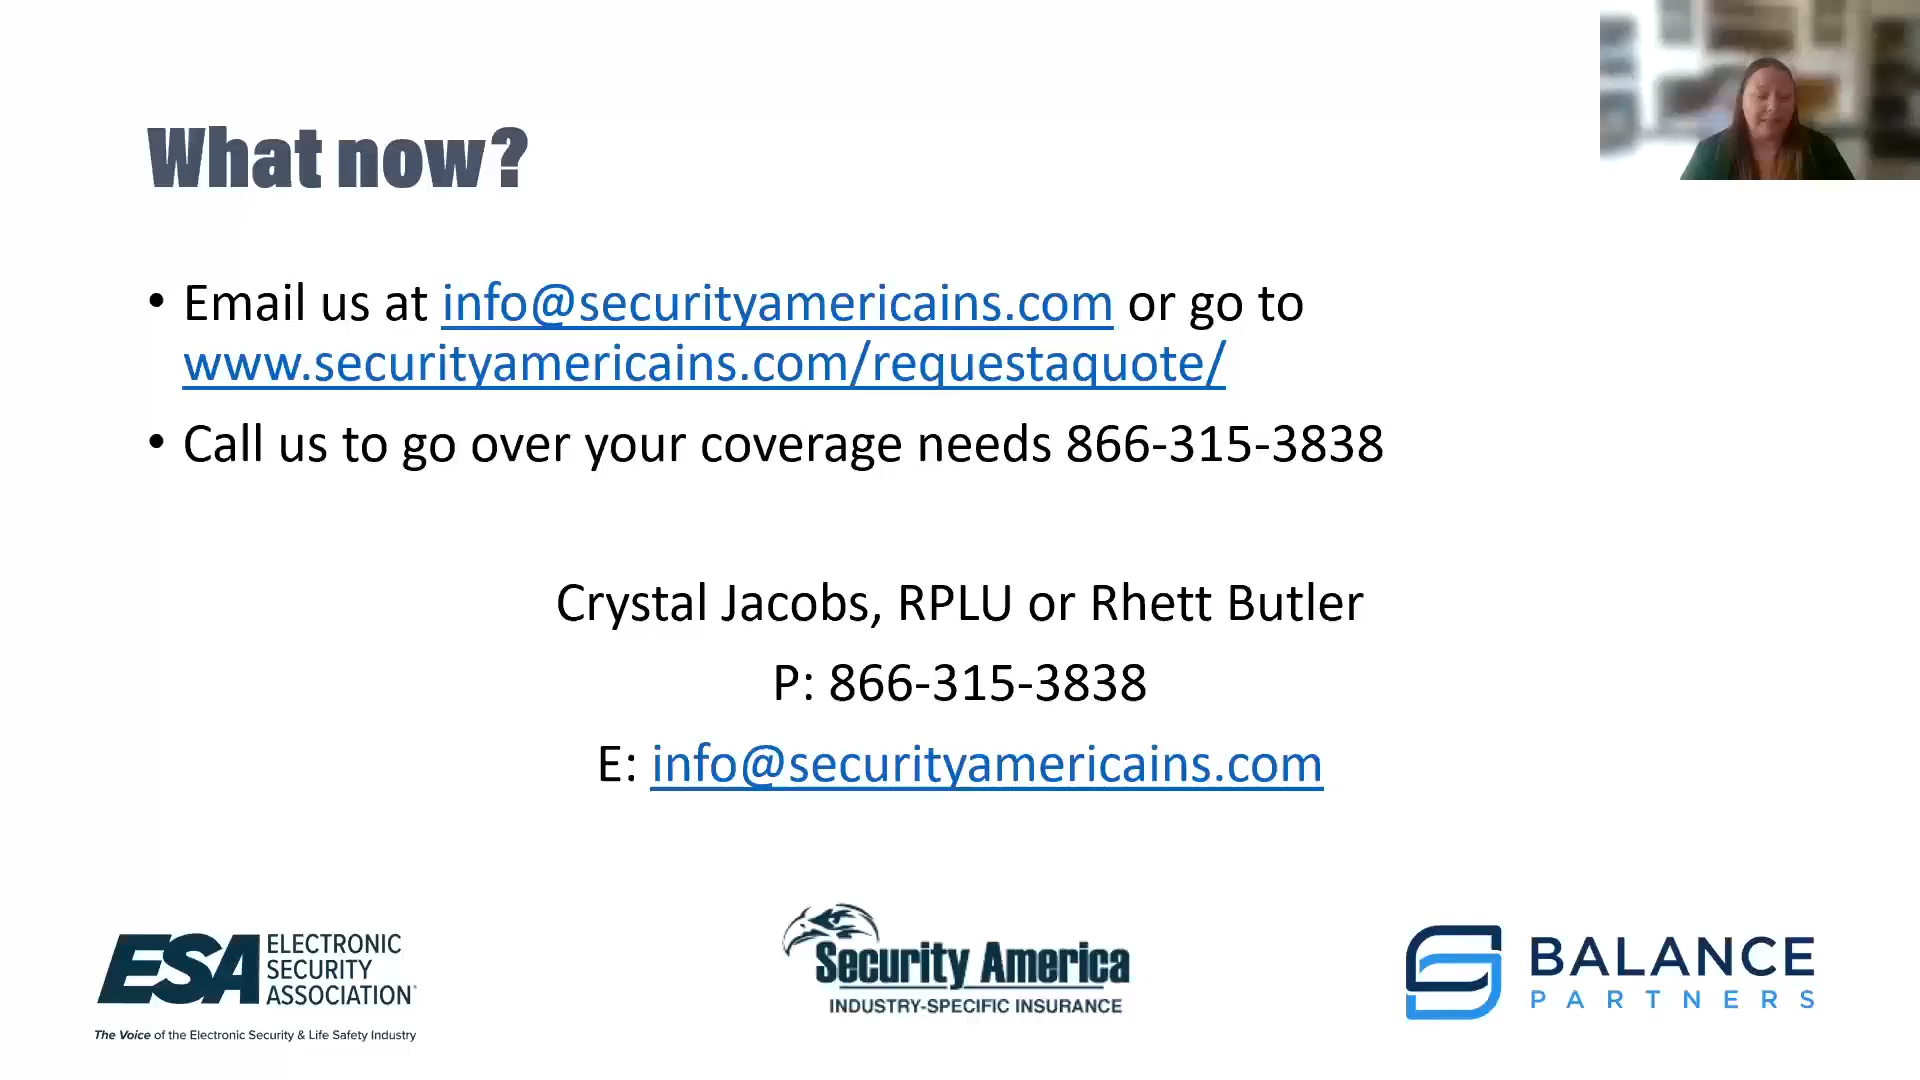 What now?
• Email us at info@securityamericains.com or go to
www.securityamericains.com/requestaquote/
• Call us to go over your coverage needs 866-315-3838
Crystal Jacobs, RPLU or Rhett Butler
P: 866-315-3838
E: info@securityamericains.com
ESA ELECTRONIC
SECURITY
ASSOCIATION
The Voice of the Electronic Security & Life Safety Industry
Security America
INDUSTRY-SPECIFIC INSURANCE
BALANCE
PARTNERS